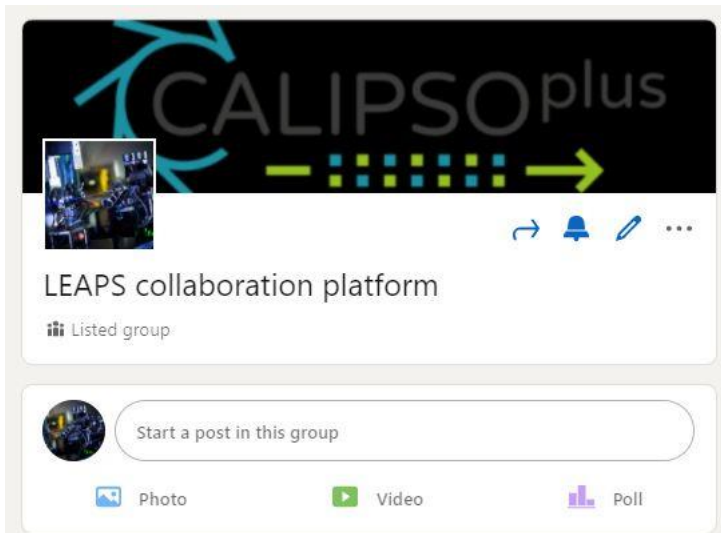 CALIPSOplus
LEAPS collaboration platform
Listed group
Start a post in this group
Photo
Video
Poll